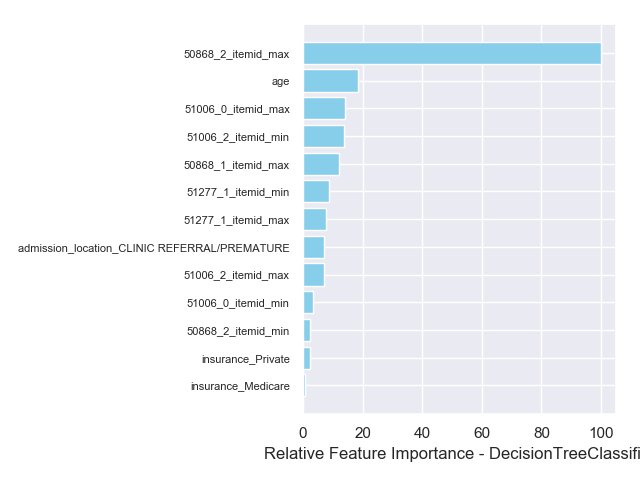 50868_2_itemid_max
age
51006_0_itemid_max
51006_2_itemid_min
50868_1_itemid_max
51277_1_itemid_min
51277_1_itemid_max
admission_location_CLINIC REFERRAL/PREMATURE
51006_2_itemid_max
51006_0_itemid_min
50868_2_itemid_min
insurance_Private
insurance_Medicare
0 20 40 60 80 100
Relative Feature Importance - DecisionTreeClassifi